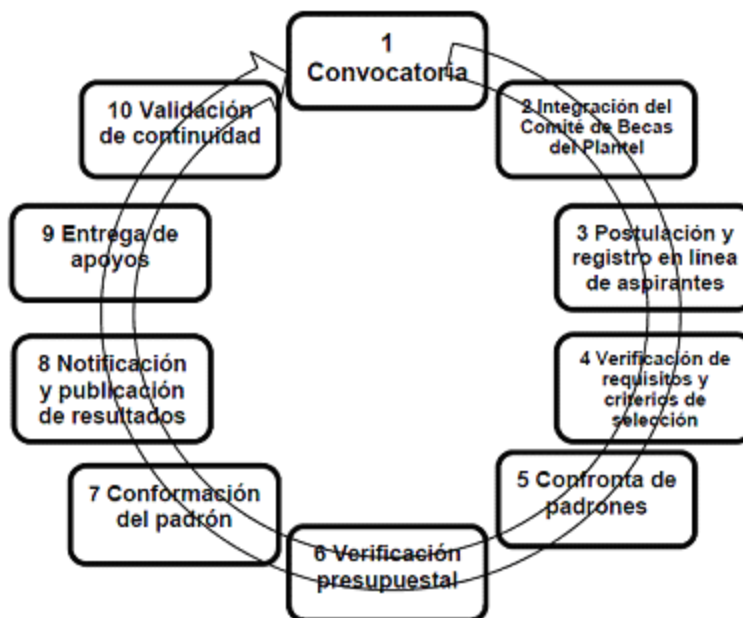 1
Convocatoria
2 Integración del
Comité de Becas
del Plantel
3 Postulación y
registro en línea
de aspirantes
4 Verificación de
requisitos y
criterios de
selección
5 Confronta de
padrones
6 Verificación
presupuestal
7 Conformación
del padrón
8 Notificación
y publicación
de resultados
9 Entrega de
apoyos
10 Validación
de continuidad